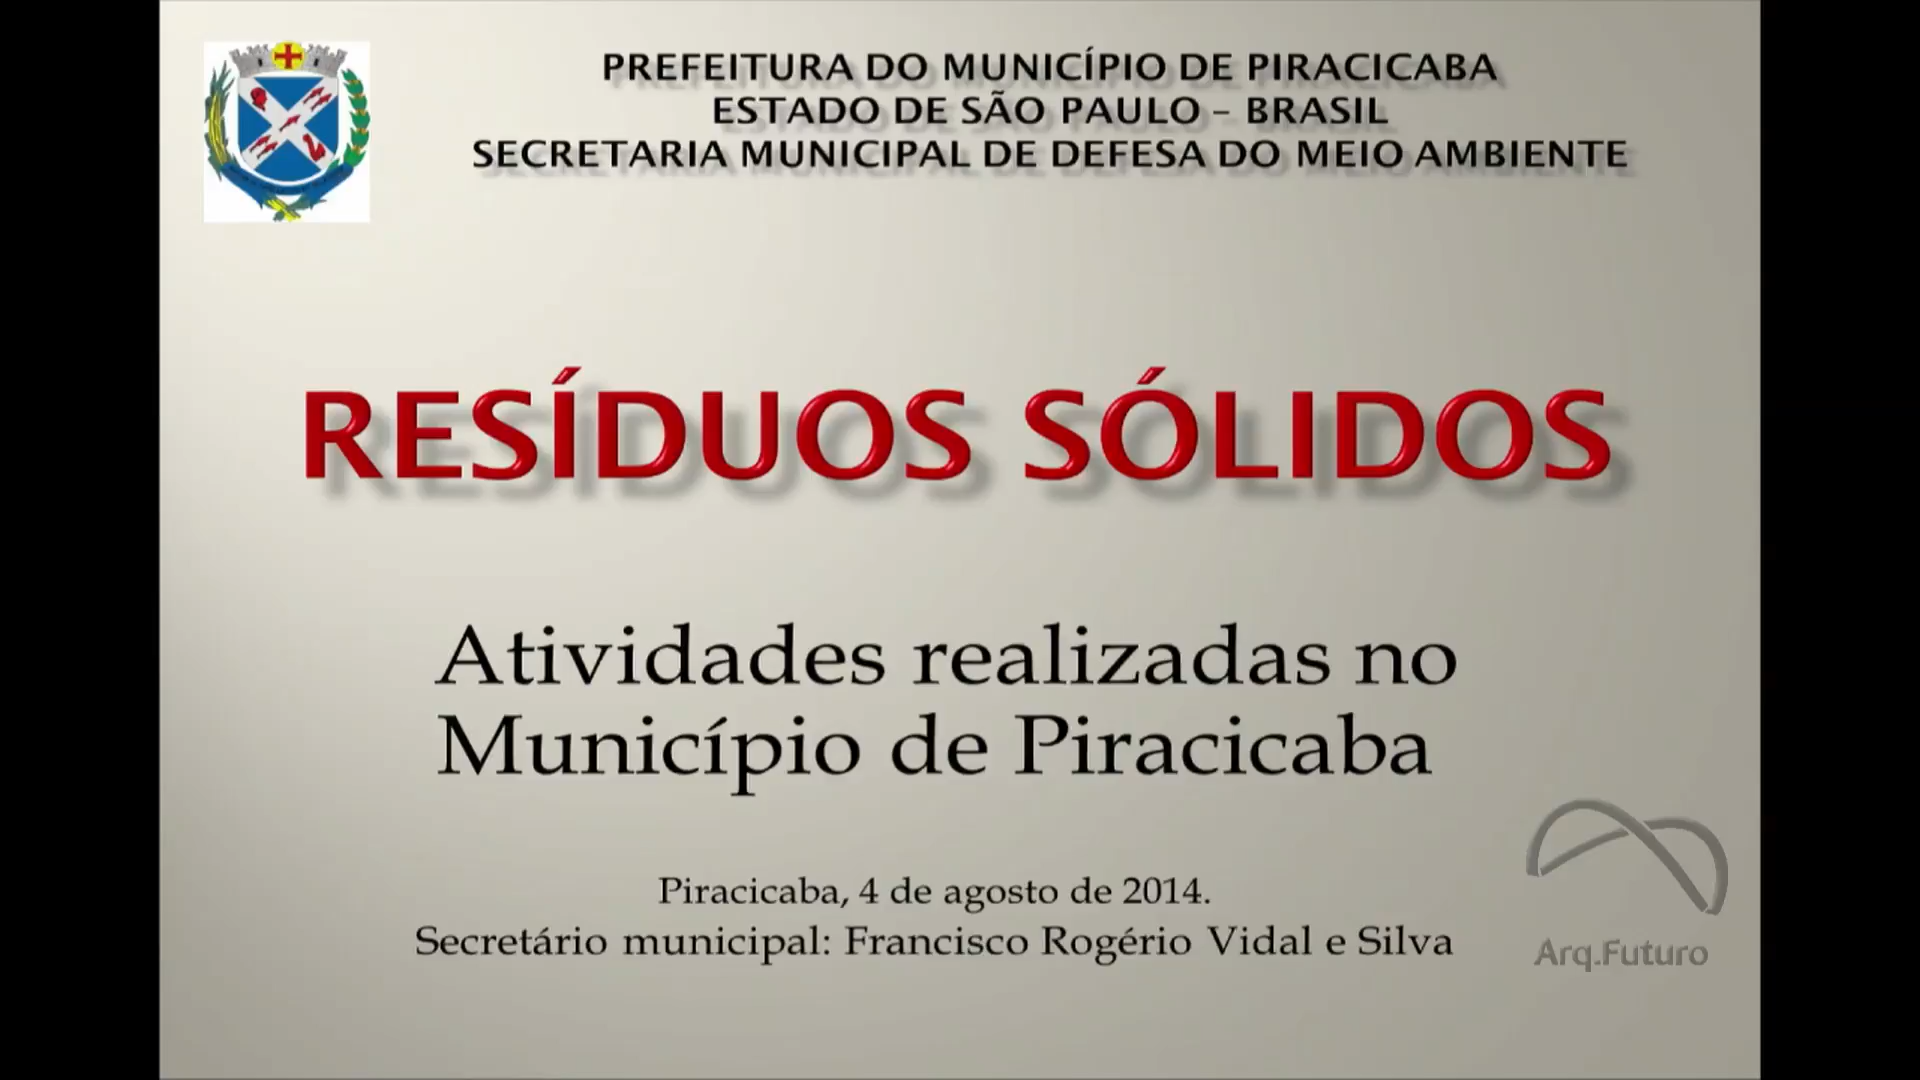 PREFEITURA DO MUNICÍPIO DE PIRACICABA
ESTADO DE SÃO PAULO – BRASIL
SECRETARIA MUNICIPAL DE DEFESA DO MEIO AMBIENTE
RESÍDUOS SÓLIDOS
Atividades realizadas no
Município de Piracicaba
Piracicaba, 4 de agosto de 2014.
Secretário municipal: Francisco Rogério Vidal e Silva
Arq.Futuro